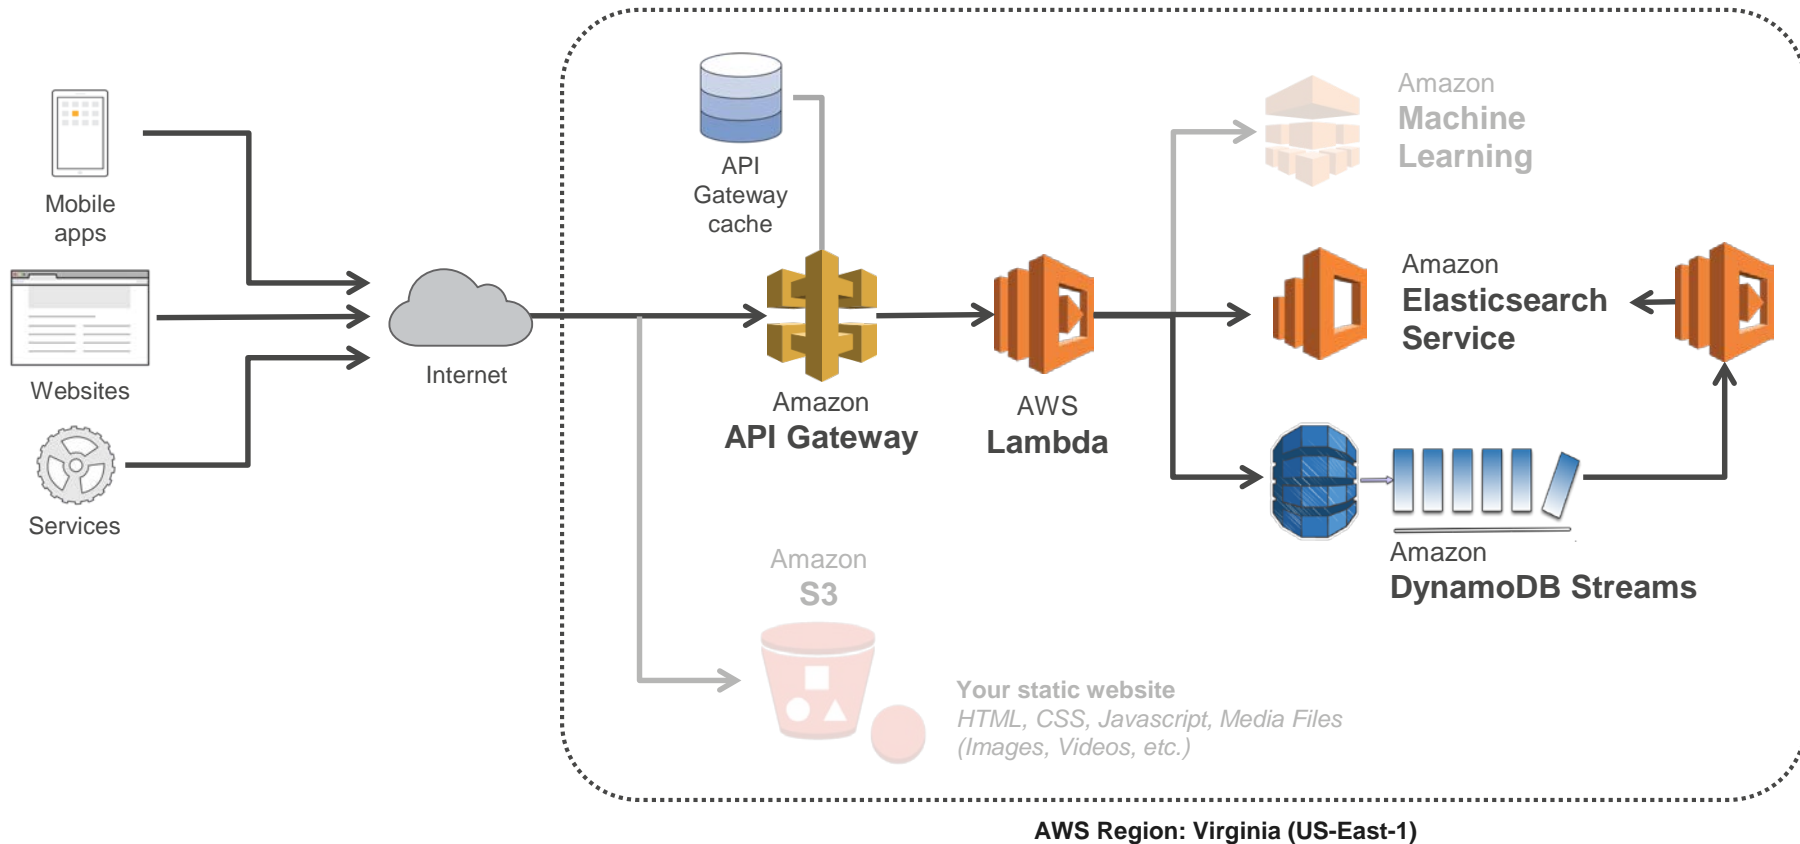 Mobile
apps
Websites
Services
Internet
API
Gateway
cache
Amazon
API Gateway
AWS
Lambda
Amazon
Machine
Learning
Amazon
Elasticsearch
Service
Amazon
DynamoDB Streams
Amazon
S3
Your static website
HTML, CSS, Javascript, Media Files
(Images, Videos, etc.)
AWS Region: Virginia (US-East-1)